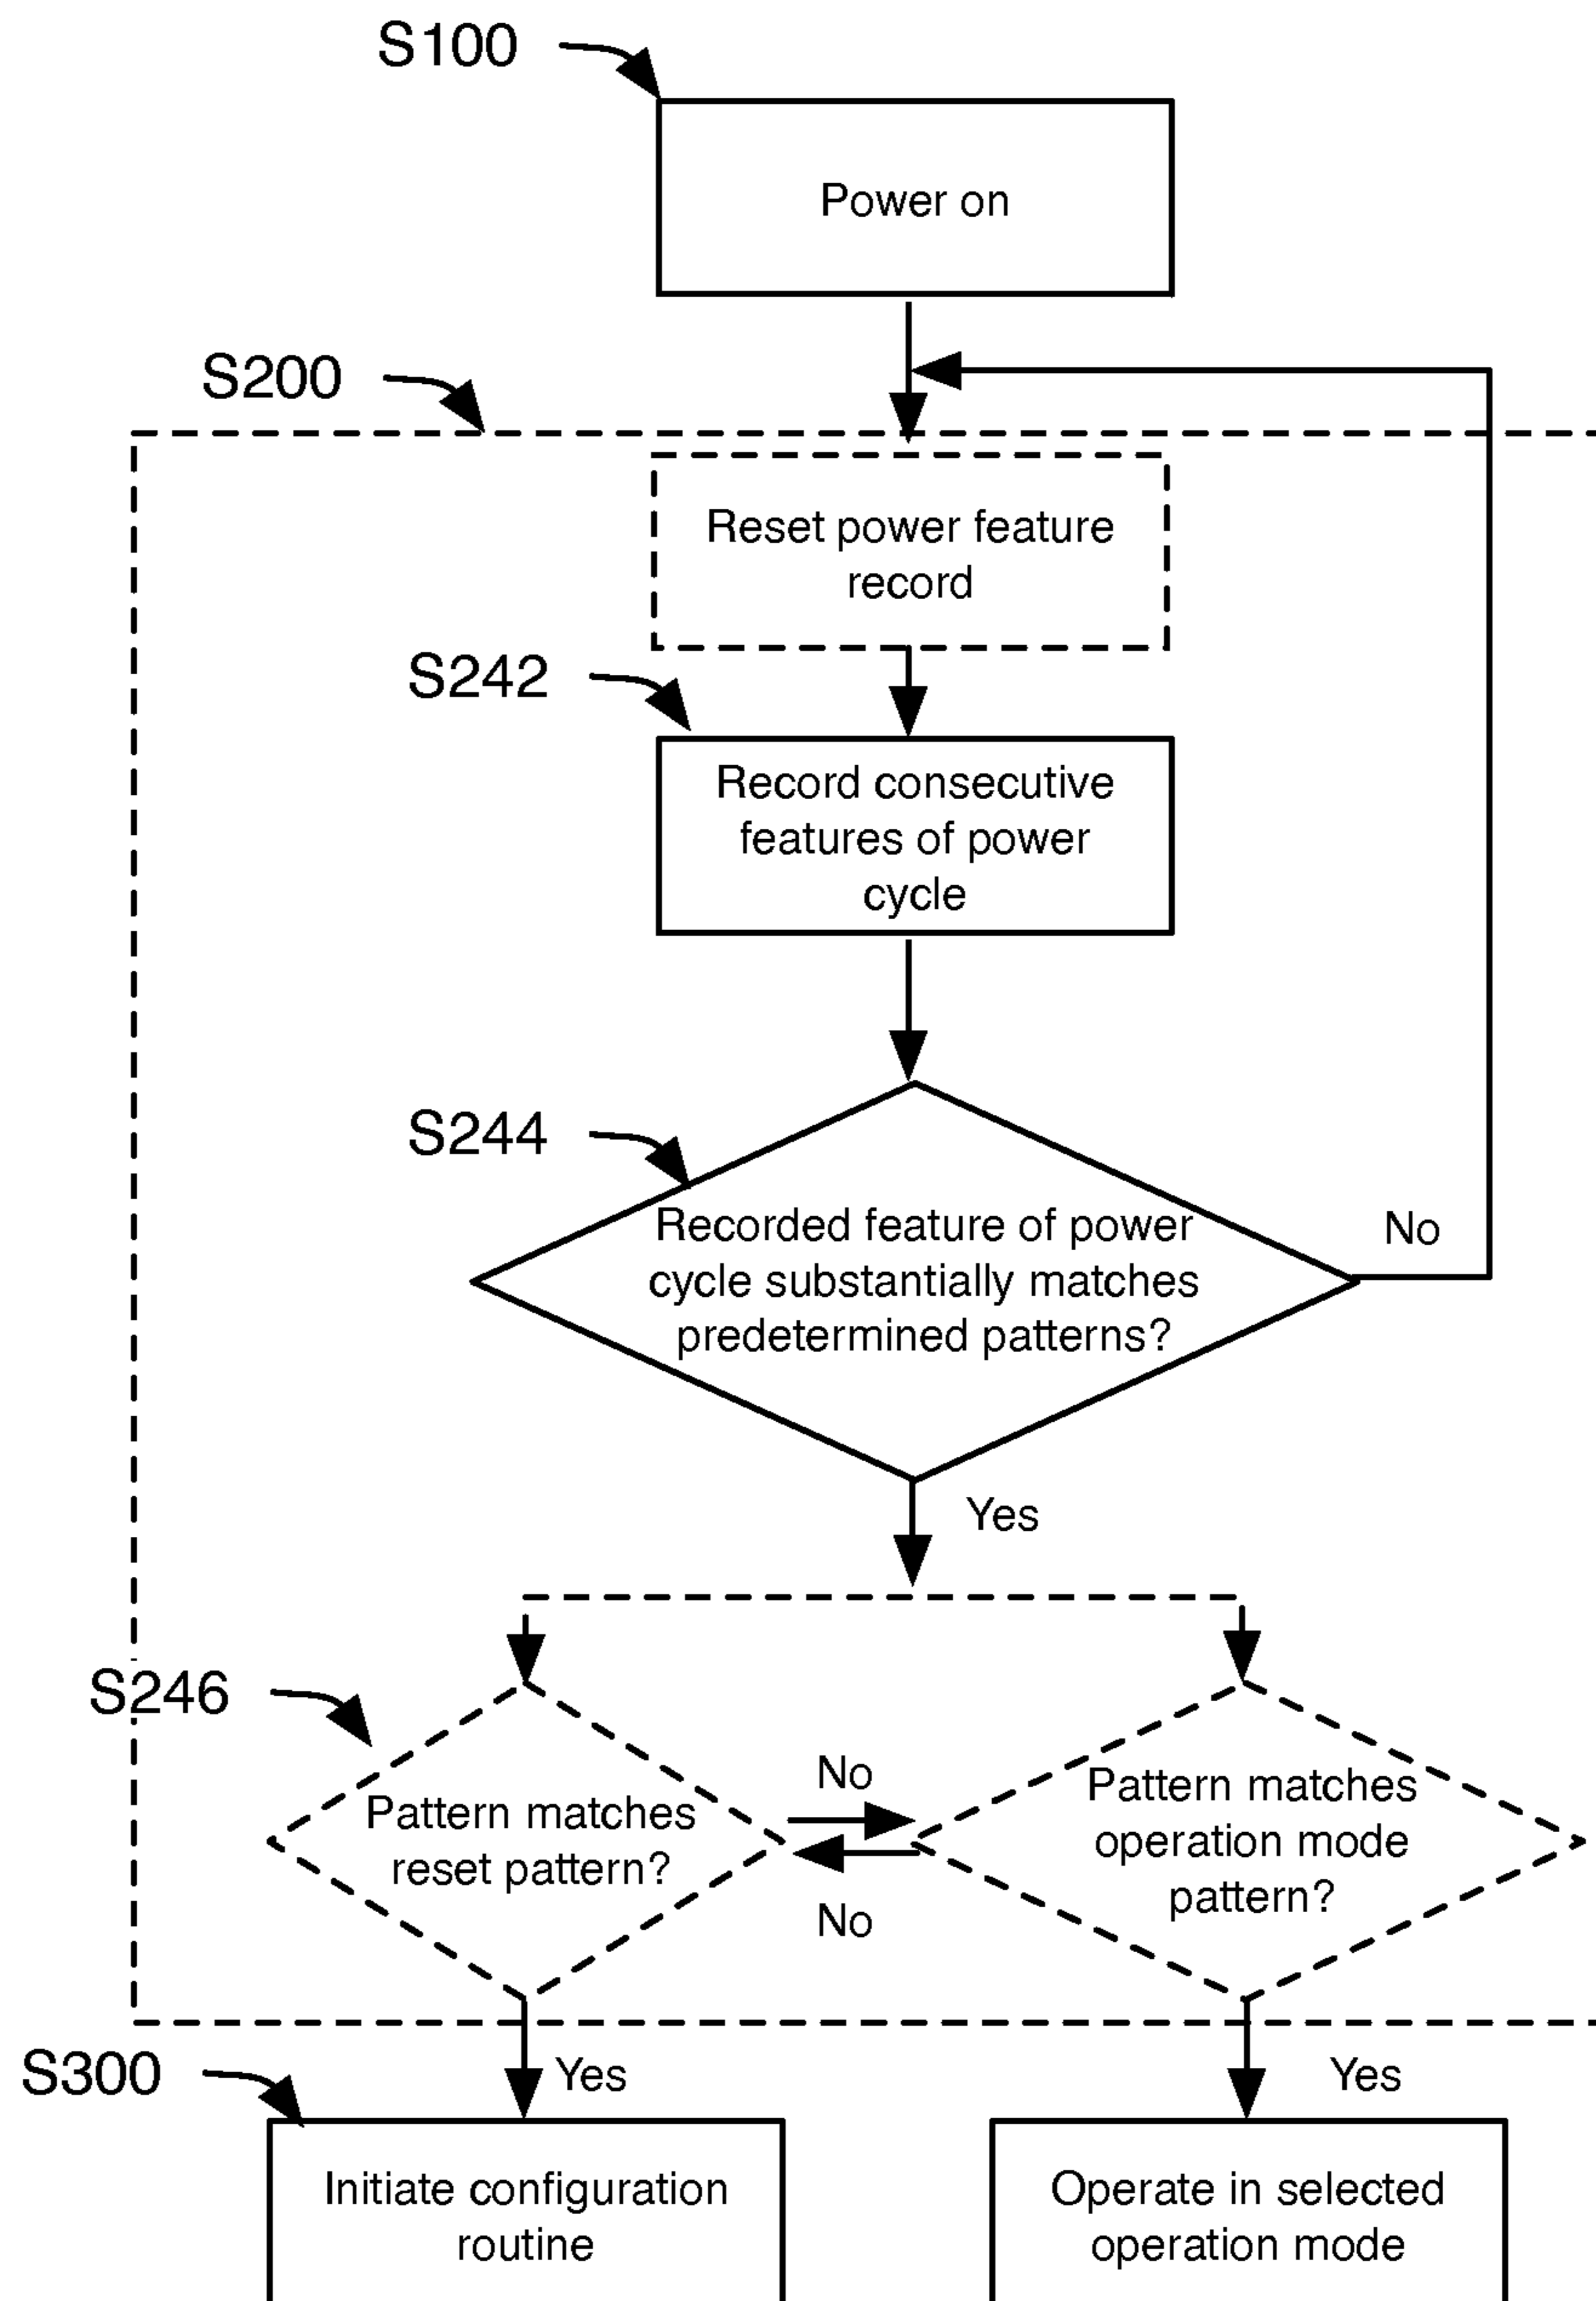 S100
Power on
S200
Reset power feature
record
S242
Record consecutive
features of power
cycle
S244
Recorded feature of power
cycle substantially matches
predetermined patterns?
No
Yes
S246
Pattern matches
reset pattern?
No
No
Pattern matches
operation mode
pattern?
S300
Yes
Yes
Initiate configuration
routine
Operate in selected
operation mode